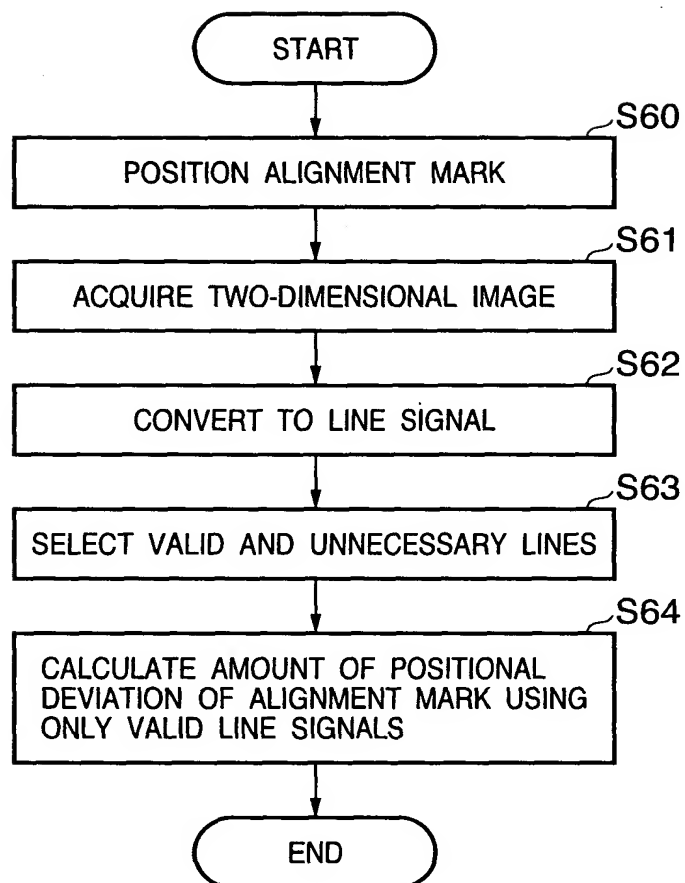 START
S60
POSITION ALIGNMENT MARK
S61
ACQUIRE TWO-DIMENSIONAL IMAGE
S62
CONVERT TO LINE SIGNAL
S63
SELECT VALID AND UNNECESSARY LINES
S64
CALCULATE AMOUNT OF POSITIONAL
DEVIATION OF ALIGNMENT MARK USING
ONLY VALID LINE SIGNALS
END